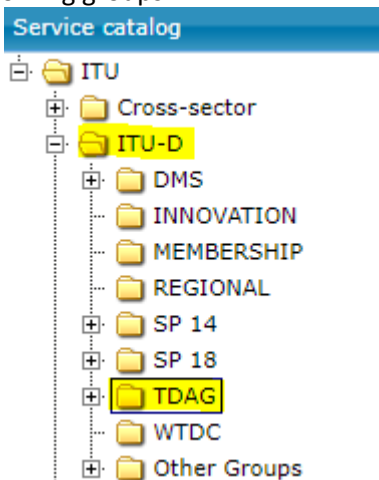 Service catalog
ITU
Cross-sector
ITU-D
DMS
INNOVATION
MEMBERSHIP
REGIONAL
SP 14
SP 18
TDAG
WTDC
Other Groups